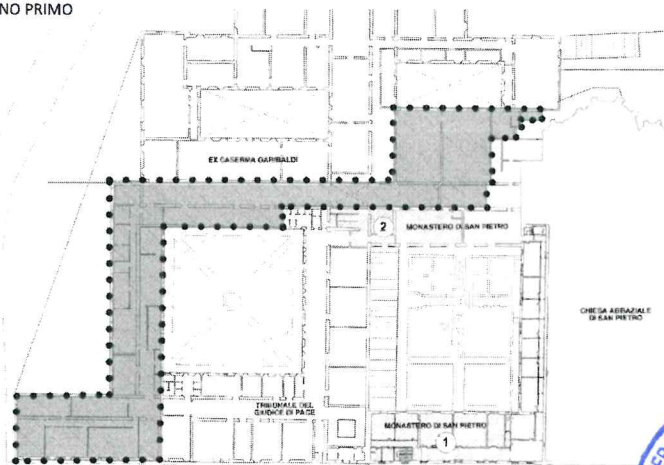 NO PRIMO
EX CASERMA GARIBALDI
2
MONASTERO DI SAN PIETRO
CHIESA ABBAZIALE
DI SAN PIETRO
TRIBUNALE DEL
GIUDICE DI PACE
MONASTERO DI SAN PIETRO
1